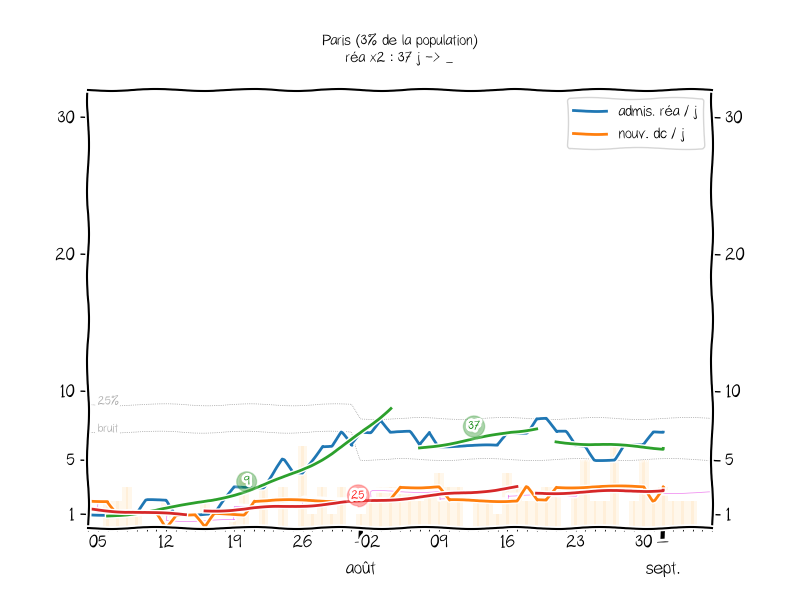 Paris (3% de la population)
réa x2 : 37 j -> _
admis. réa / j
nouv. dc / j
30
30
20
20
10
10
25%
bruit
5
5
1
1
37
9
25
05 12 19 26 02 09 16 23 30
août sept.